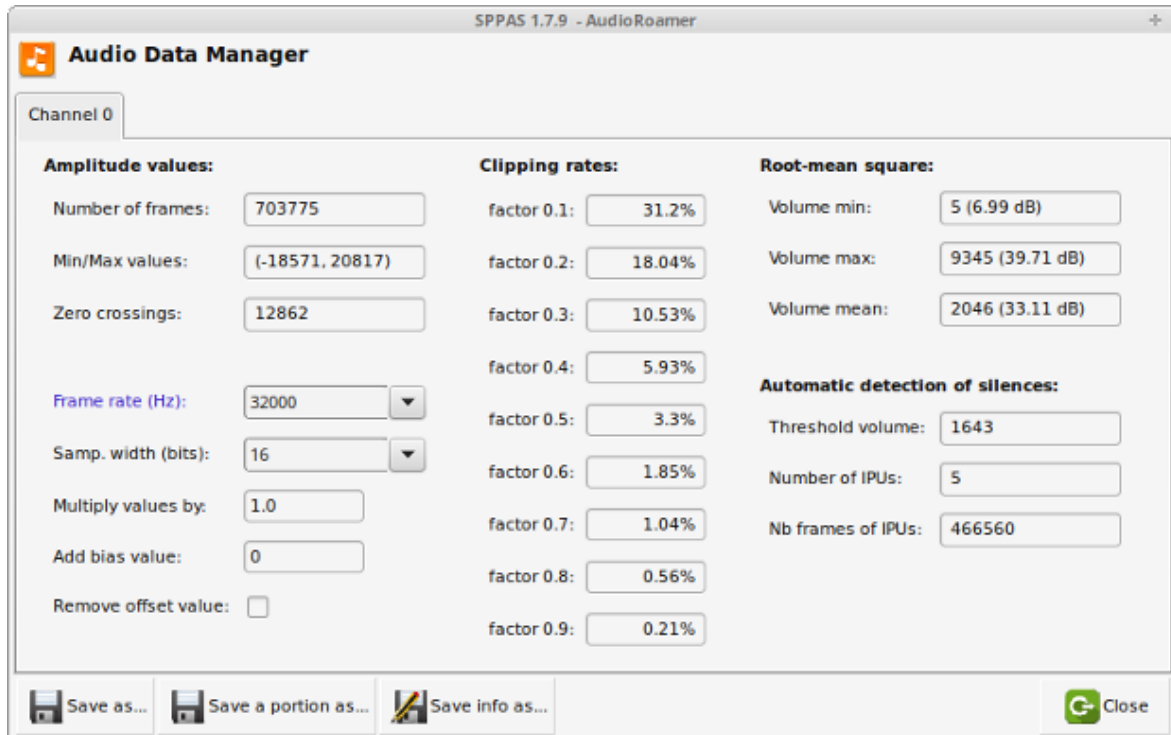 SPPAS 1.7.9 - AudioRoamer
Audio Data Manager
Channel 0
Amplitude values:
Number of frames: 703775
Min/Max values: (-18571, 20817)
Zero crossings: 12862
Frame rate (Hz): 32000
Samp. width (bits): 16
Multiply values by: 1.0
Add bias value: 0
Remove offset value:
Clipping rates:
factor 0.1: 31.2%
factor 0.2: 18.04%
factor 0.3: 10.53%
factor 0.4: 5.93%
factor 0.5: 3.3%
factor 0.6: 1.85%
factor 0.7: 1.04%
factor 0.8: 0.56%
factor 0.9: 0.21%
Root-mean square:
Volume min: 5 (6.99 dB)
Volume max: 9345 (39.71 dB)
Volume mean: 2046 (33.11 dB)
Automatic detection of silences:
Threshold volume: 1643
Number of IPUs: 5
Nb frames of IPUs: 466560
Save as... Save a portion as... Save info as... Close